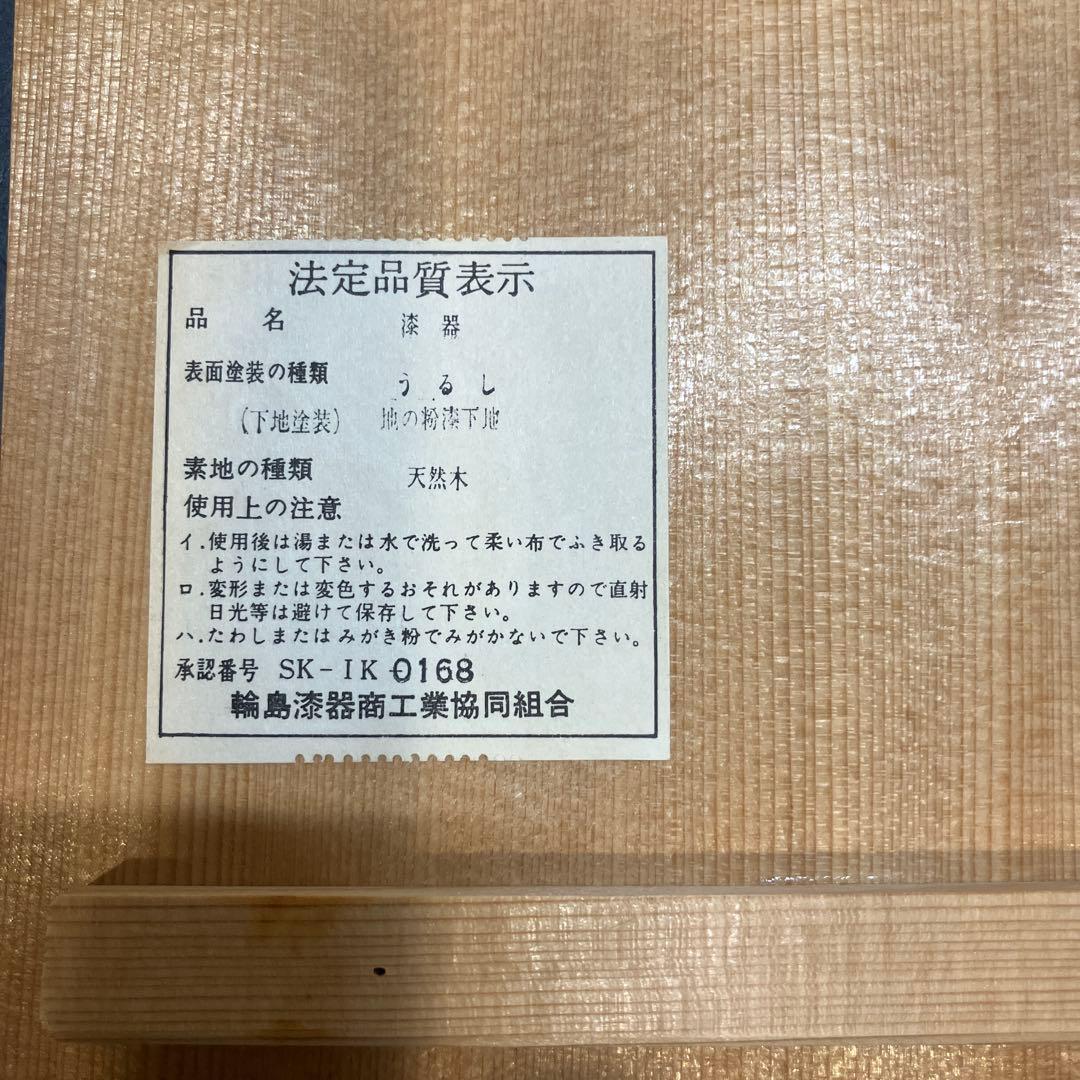 法定品質表示
品名 漆器
表面塗装の種類 うるし
(下地塗装) 地の粉漆下地
素地の種類 天然木
使用上の注意
イ.使用後は湯または水で洗って柔い布でふき取る
ようにして下さい。
ロ.変形または変色するおそれがありますので直射
日光等は避けて保存して下さい。
ハ.たわしまたはみがき粉でみがかないで下さい。
承認番号 SK-IK 0168
輪島漆器商工業協同組合